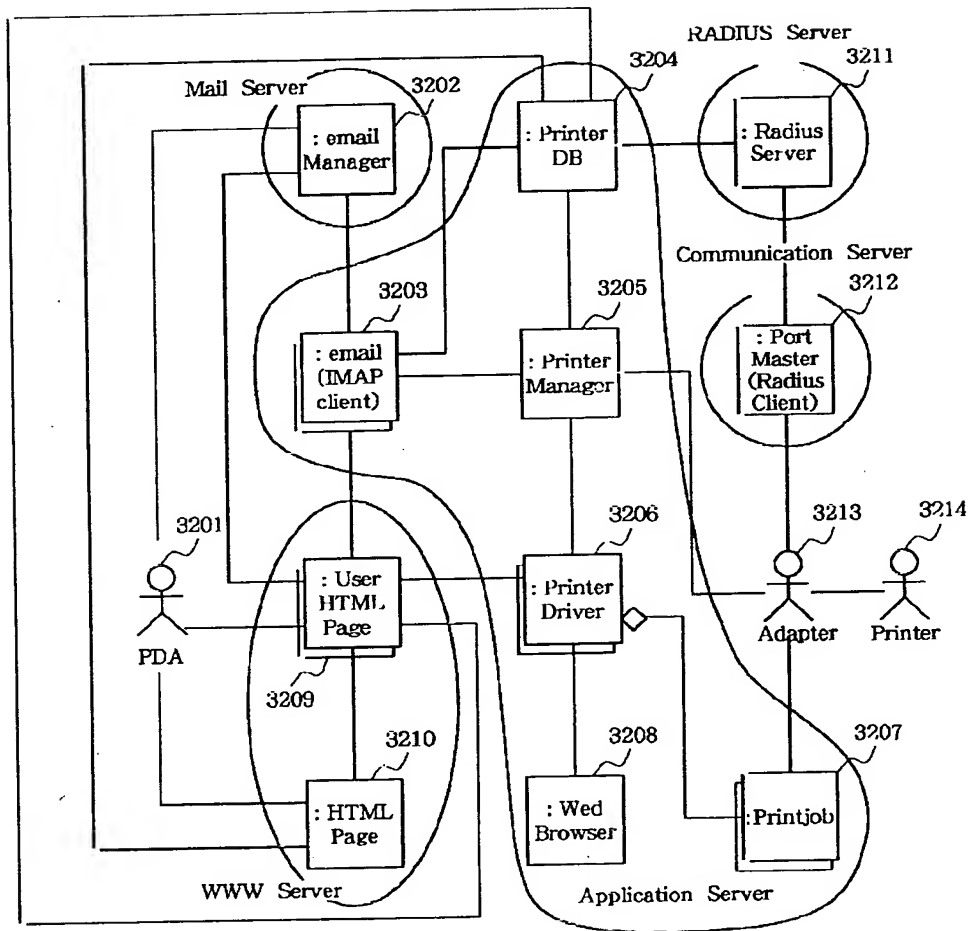 RADIUS Server
3211
3204
Mail Server
3202
: email
Manager
: Printer
DB
: Radius
Server
Communication Server
3203
3205
3212
: email
(IMAP
client)
: Printer
Manager
: Port
Master
(Radius
Client)
3201
3206
3213
3214
: User
HTML
Page
: Printer
Driver
PDA
Adapter
Printer
3209
3210
3208
3207
: HTML
Page
: Wed
Browser
:Printjob
WWW Server
Application Server